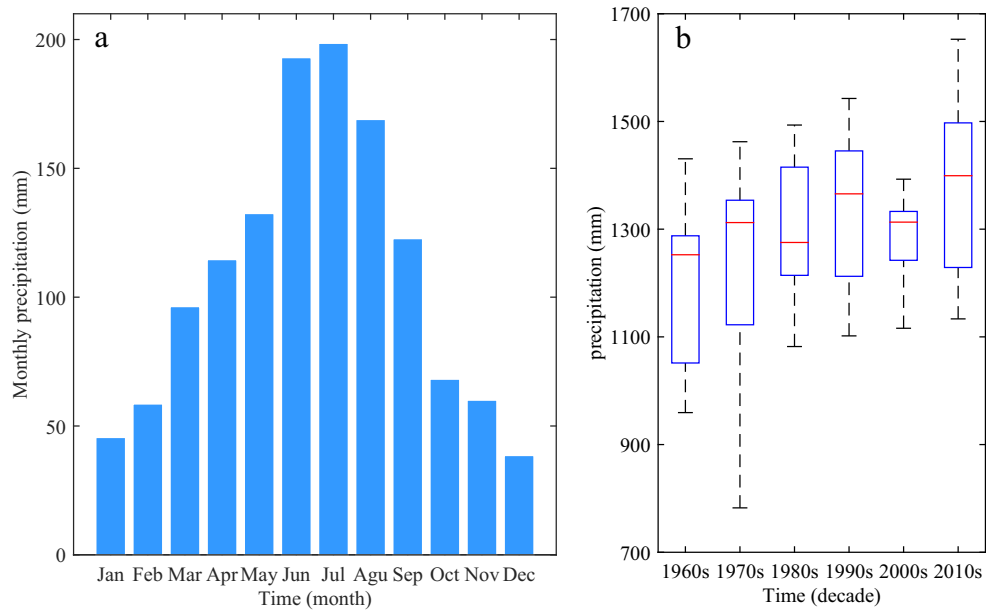 a
Monthly precipitation (mm)
200
150
100
50
0
Jan Feb Mar Apr May Jun Jul Agu Sep Oct Nov Dec
Time (month)
b
precipitation (mm)
1700
1500
1300
1100
900
700
1960s 1970s 1980s 1990s 2000s 2010s
Time (decade)